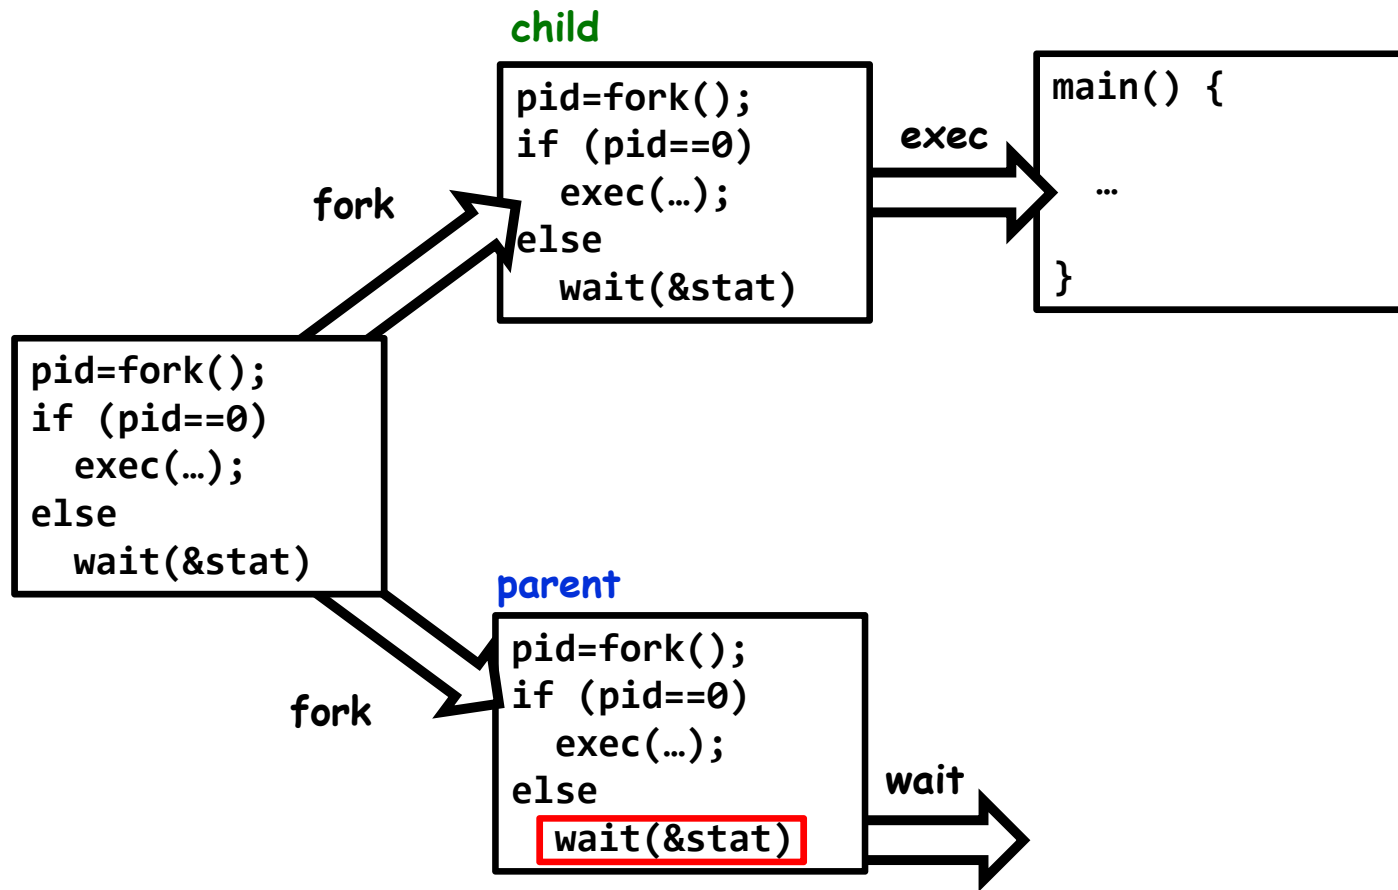 child
pid=fork();
if (pid==0)
  exec(…);
else
  wait(&stat)
exec
main() {
  …
}
fork
pid=fork();
if (pid==0)
  exec(…);
else
  wait(&stat)
fork
parent
pid=fork();
if (pid==0)
  exec(…);
else
  wait(&stat)
wait